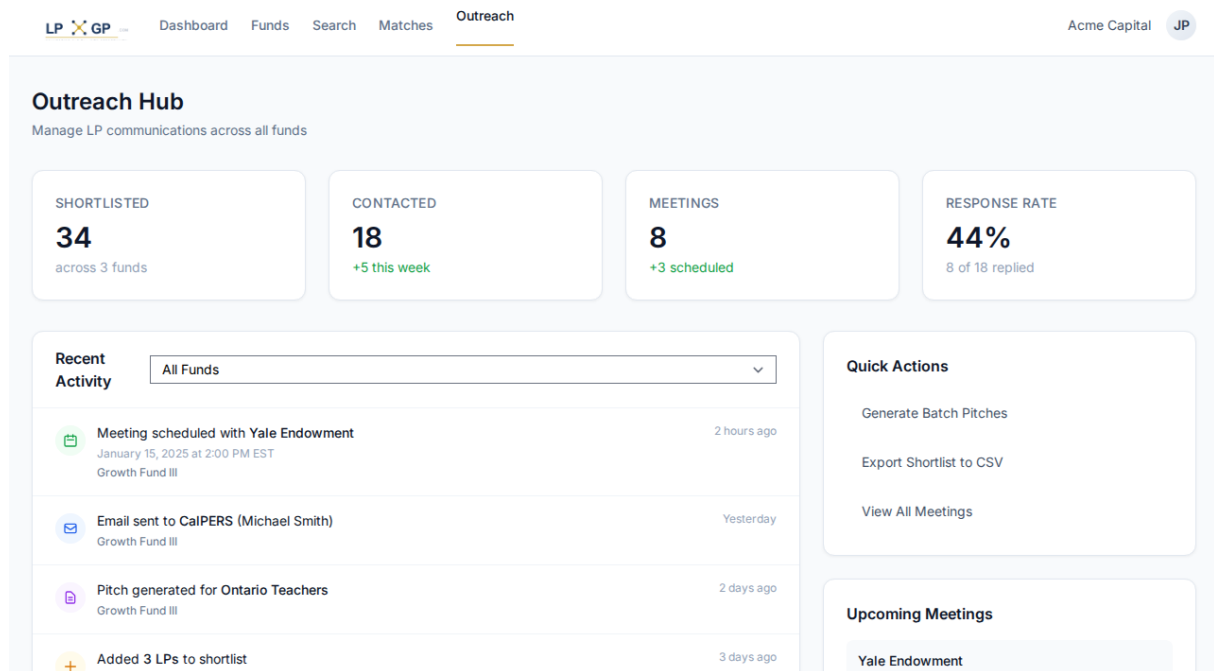 LP GP
Dashboard
Funds
Search
Matches
Outreach
Acme Capital
JP
Outreach Hub
Manage LP communications across all funds
SHORTLISTED
34
across 3 funds
CONTACTED
18
+5 this week
MEETINGS
8
+3 scheduled
RESPONSE RATE
44%
8 of 18 replied
Recent
Activity
All Funds
Meeting scheduled with Yale Endowment
2 hours ago
January 15, 2025 at 2:00 PM EST
Growth Fund III
Email sent to CalPERS (Michael Smith)
Yesterday
Growth Fund III
Pitch generated for Ontario Teachers
2 days ago
Growth Fund III
Added 3 LPs to shortlist
3 days ago
Quick Actions
Generate Batch Pitches
Export Shortlist to CSV
View All Meetings
Upcoming Meetings
Yale Endowment